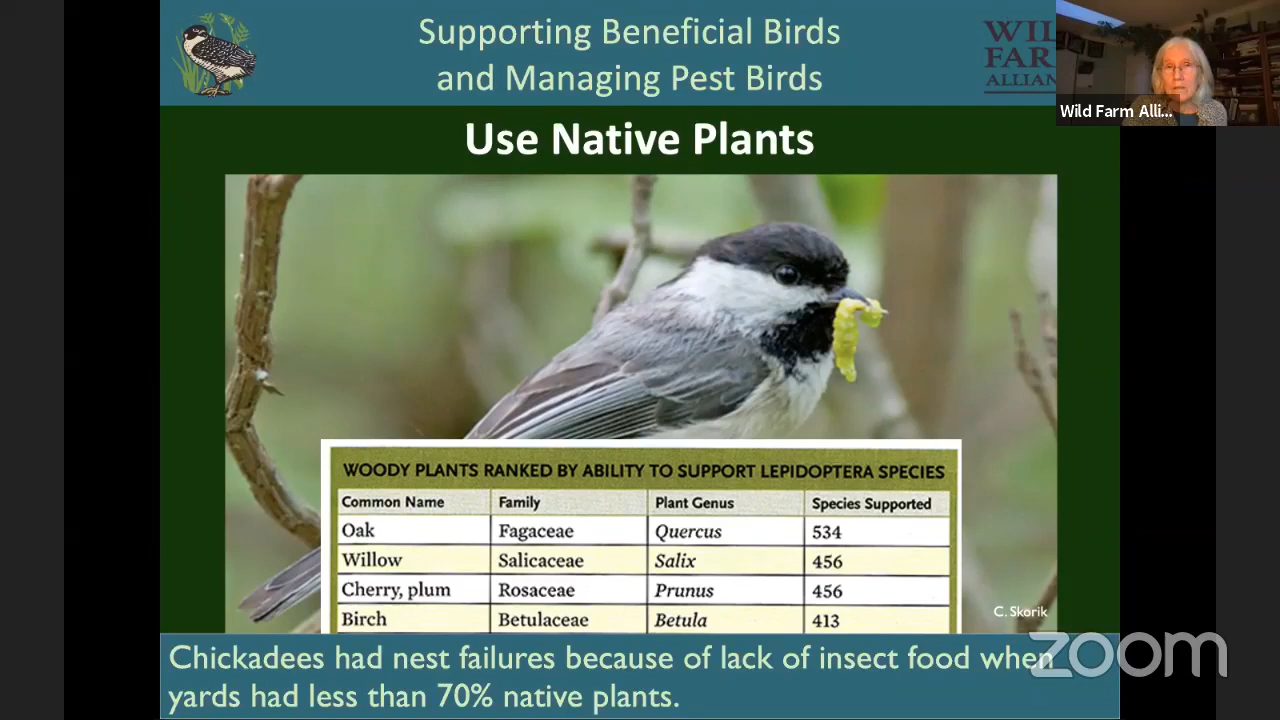 Supporting Beneficial Birds
and Managing Pest Birds
WIL
FAR
ALLIAN
Wild Farm Alli...
Use Native Plants
WOODY PLANTS RANKED BY ABILITY TO SUPPORT LEPIDOPTERA SPECIES
Common Name Family Plant Genus Species Supported
Oak Fagaceae Quercus 534
Willow Salicaceae Salix 456
Cherry, plum Rosaceae Prunus 456
Birch Betulaceae Betula 413
C. Skorik
Chickadees had nest failures because of lack of insect food when
yards had less than 70% native plants.
zoom